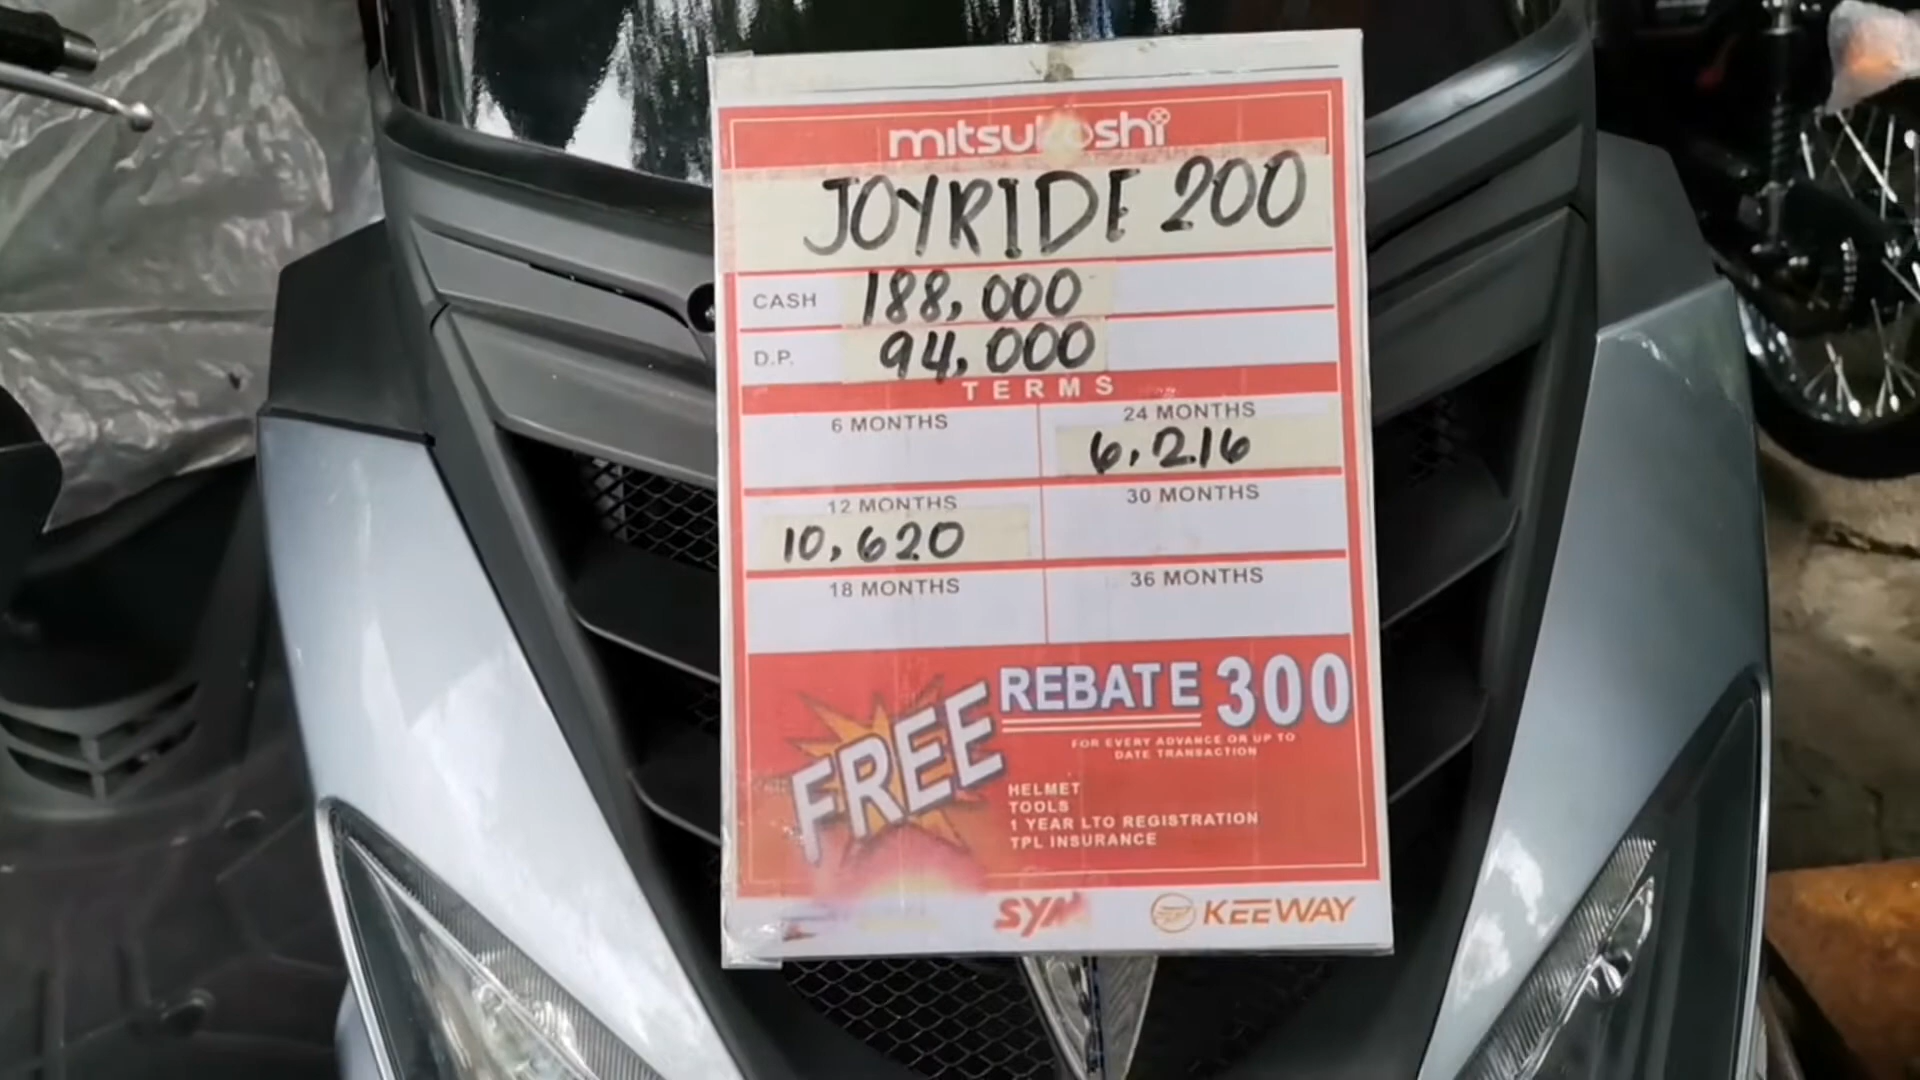 mitsukoshi
JOYRIDE 200
CASH 188,000
D.P. 94,000
TERMS
6 MONTHS
24 MONTHS
6,216
12 MONTHS
10,620
30 MONTHS
18 MONTHS
36 MONTHS
FREE
REBATE 300
FOR EVERY ADVANCE OR UP TO
DATE TRANSACTION
HELMET
TOOLS
1 YEAR LTO REGISTRATION
TPL INSURANCE
SYM
KEEWAY